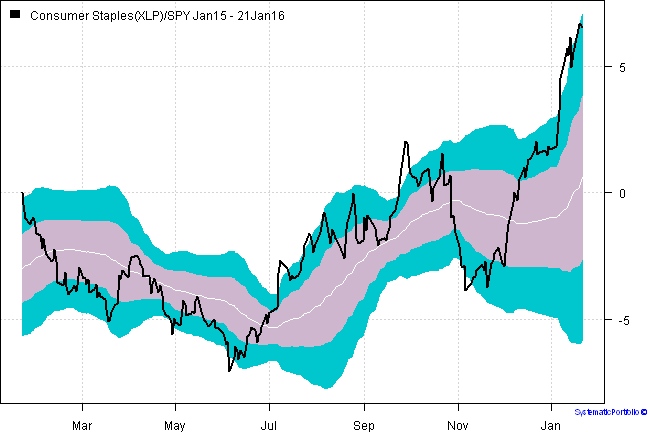 Consumer Staples(XLP)/SPY Jan15 - 21Jan16
5
0
-5
Mar May Jul Sep Nov Jan
SystematicPortfolio ©